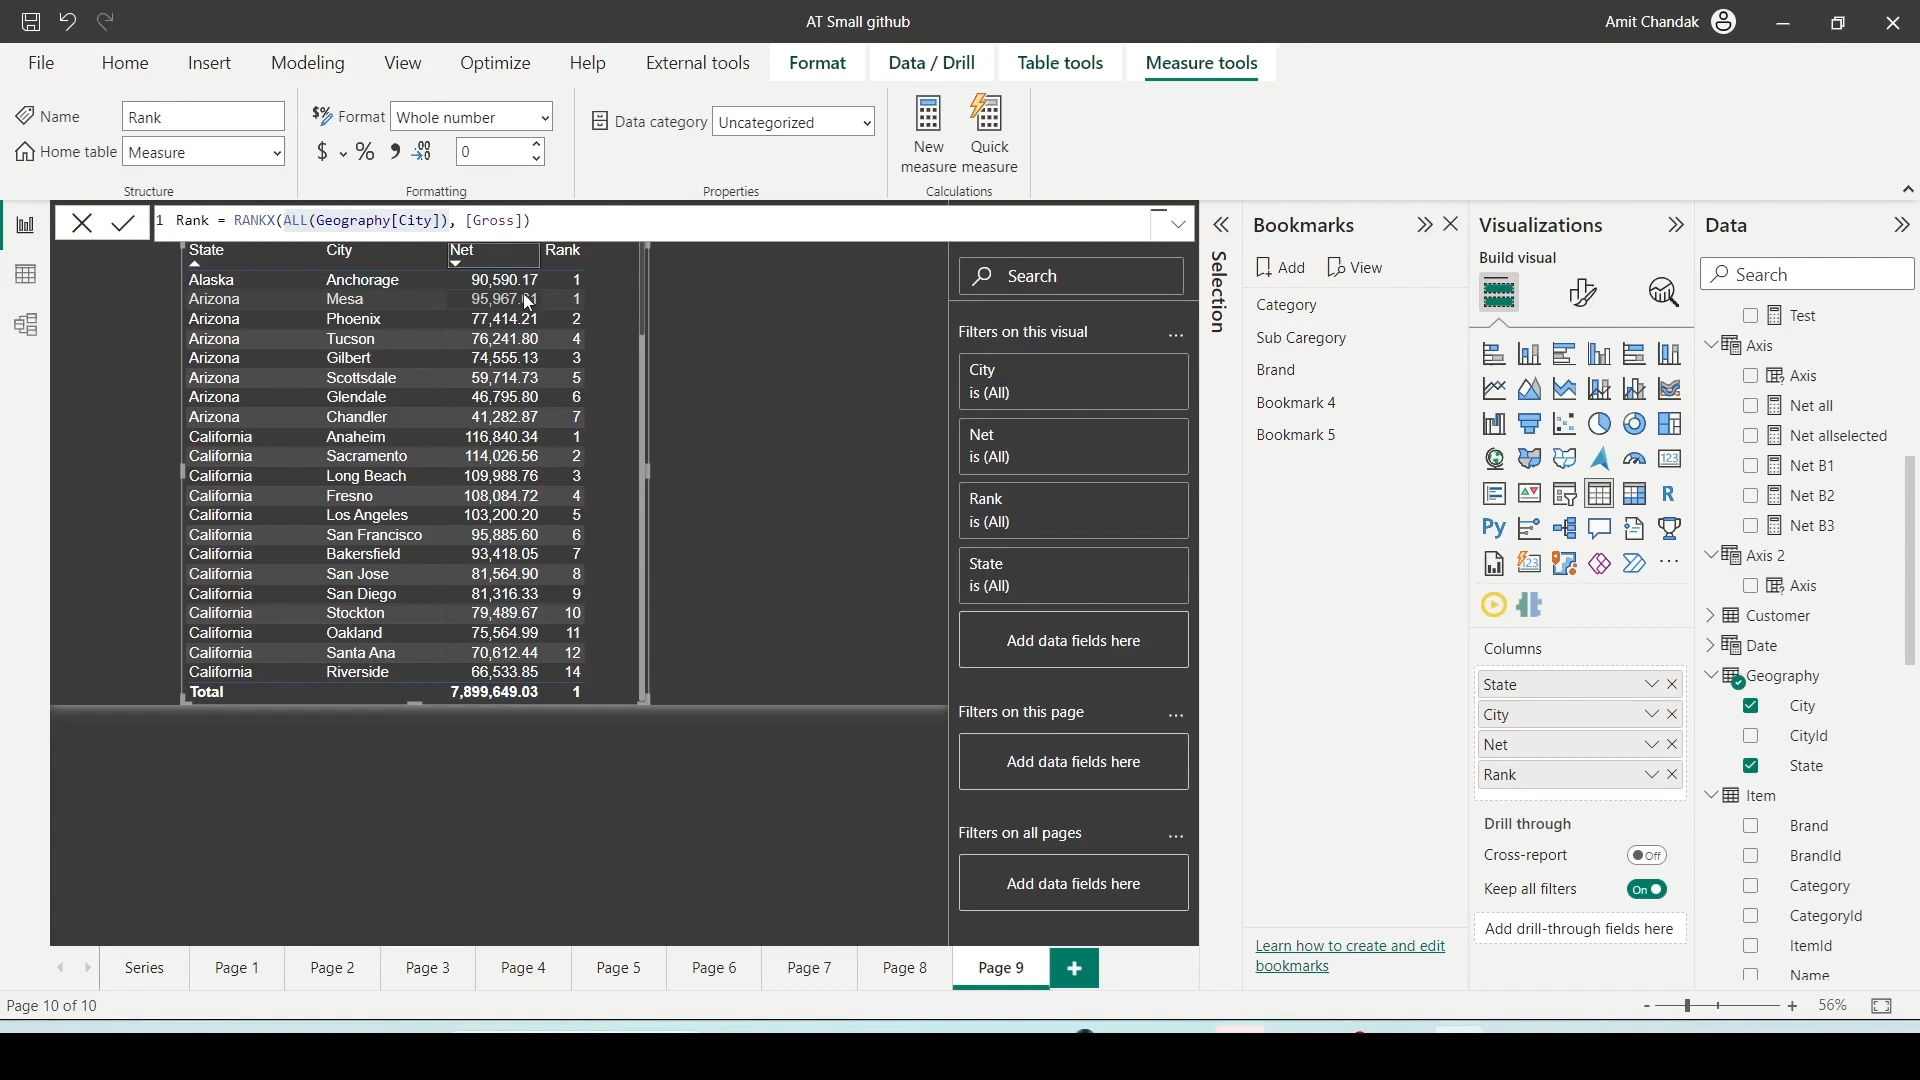 AT Small github
Amit Chandak
File Home Insert Modeling View Optimize Help External tools Format Data / Drill Table tools Measure tools
Name Rank
Home table Measure
Structure
Format Whole number
$ % , .00 0
Formatting
Data category Uncategorized
Properties
New measure
Quick measure
Calculations
1 Rank = RANKX(ALL(Geography[City]), [Gross])
State City Net Rank
Alaska Anchorage 90,590.17 1
Arizona Mesa 95,967. 1
Arizona Phoenix 77,414.21 2
Arizona Tucson 76,241.80 4
Arizona Gilbert 74,555.13 3
Arizona Scottsdale 59,714.73 5
Arizona Glendale 46,795.80 6
Arizona Chandler 41,282.87 7
California Anaheim 116,840.34 1
California Sacramento 114,026.56 2
California Long Beach 109,988.76 3
California Fresno 108,084.72 4
California Los Angeles 103,200.20 5
California San Francisco 95,885.60 6
California Bakersfield 93,418.05 7
California San Jose 81,564.90 8
California San Diego 81,316.33 9
California Stockton 79,489.67 10
California Oakland 75,564.99 11
California Santa Ana 70,612.44 12
California Riverside 66,533.85 14
Total 7,899,649.03 1
Search
Filters on this visual ...
City
is (All)
Net
is (All)
Rank
is (All)
State
is (All)
Add data fields here
Filters on this page ...
Add data fields here
Filters on all pages ...
Add data fields here
Selection
Bookmarks
Add View
Category
Sub Caregory
Brand
Bookmark 4
Bookmark 5
Learn how to create and edit
bookmarks
Visualizations
Build visual
123
R
Py
123
...
Columns
State
City
Net
Rank
Drill through
Cross-report Off
Keep all filters On
Add drill-through fields here
Data
Search
Test
Axis
Axis
Net all
Net allselected
Net B1
Net B2
Net B3
Axis 2
Axis
Customer
Date
Geography
City
CityId
State
Item
Brand
BrandId
Category
CategoryId
ItemId
Name
Series Page 1 Page 2 Page 3 Page 4 Page 5 Page 6 Page 7 Page 8 Page 9 +
Page 10 of 10
- + 56%